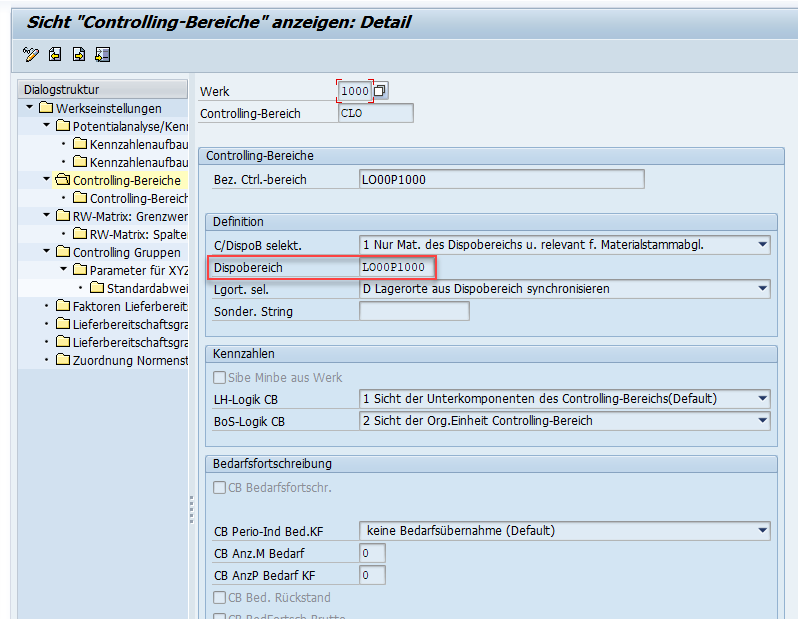 Sicht "Controlling-Bereiche" anzeigen: Detail
Dialogstruktur
Werkseinstellungen
Potentialanalyse/Kenn
Kennzahlenaufbau
Kennzahlenaufbau
Controlling-Bereiche
Controlling-Bereich
RW-Matrix: Grenzwer
RW-Matrix: Spalte
Controlling Gruppen
Parameter für XYZ
Standardabwei
Faktoren Lieferbereit
Lieferbereitschaftsgra
Lieferbereitschaftsgra
Zuordnung Normenst
Werk 1000
Controlling-Bereich CLO
Controlling-Bereiche
Bez. Ctrl.-bereich LO00P1000
Definition
C/DispoB selekt. 1 Nur Mat. des Dispobereichs u. relevant f. Materialstammabgl.
Dispobereich LO00P1000
Lgort. sel. D Lagerorte aus Dispobereich synchronisieren
Sonder. String
Kennzahlen
Sibe Minbe aus Werk
LH-Logik CB 1 Sicht der Unterkomponenten des Controlling-Bereichs(Default)
BoS-Logik CB 2 Sicht der Org.Einheit Controlling-Bereich
Bedarfsfortschreibung
CB Bedarfsfortschr.
CB Perio-Ind Bed.KF keine Bedarfsübernahme (Default)
CB Anz.M Bedarf 0
CB AnzP Bedarf KF 0
CB Bed. Rückstand
CB BedFortsch Brutto